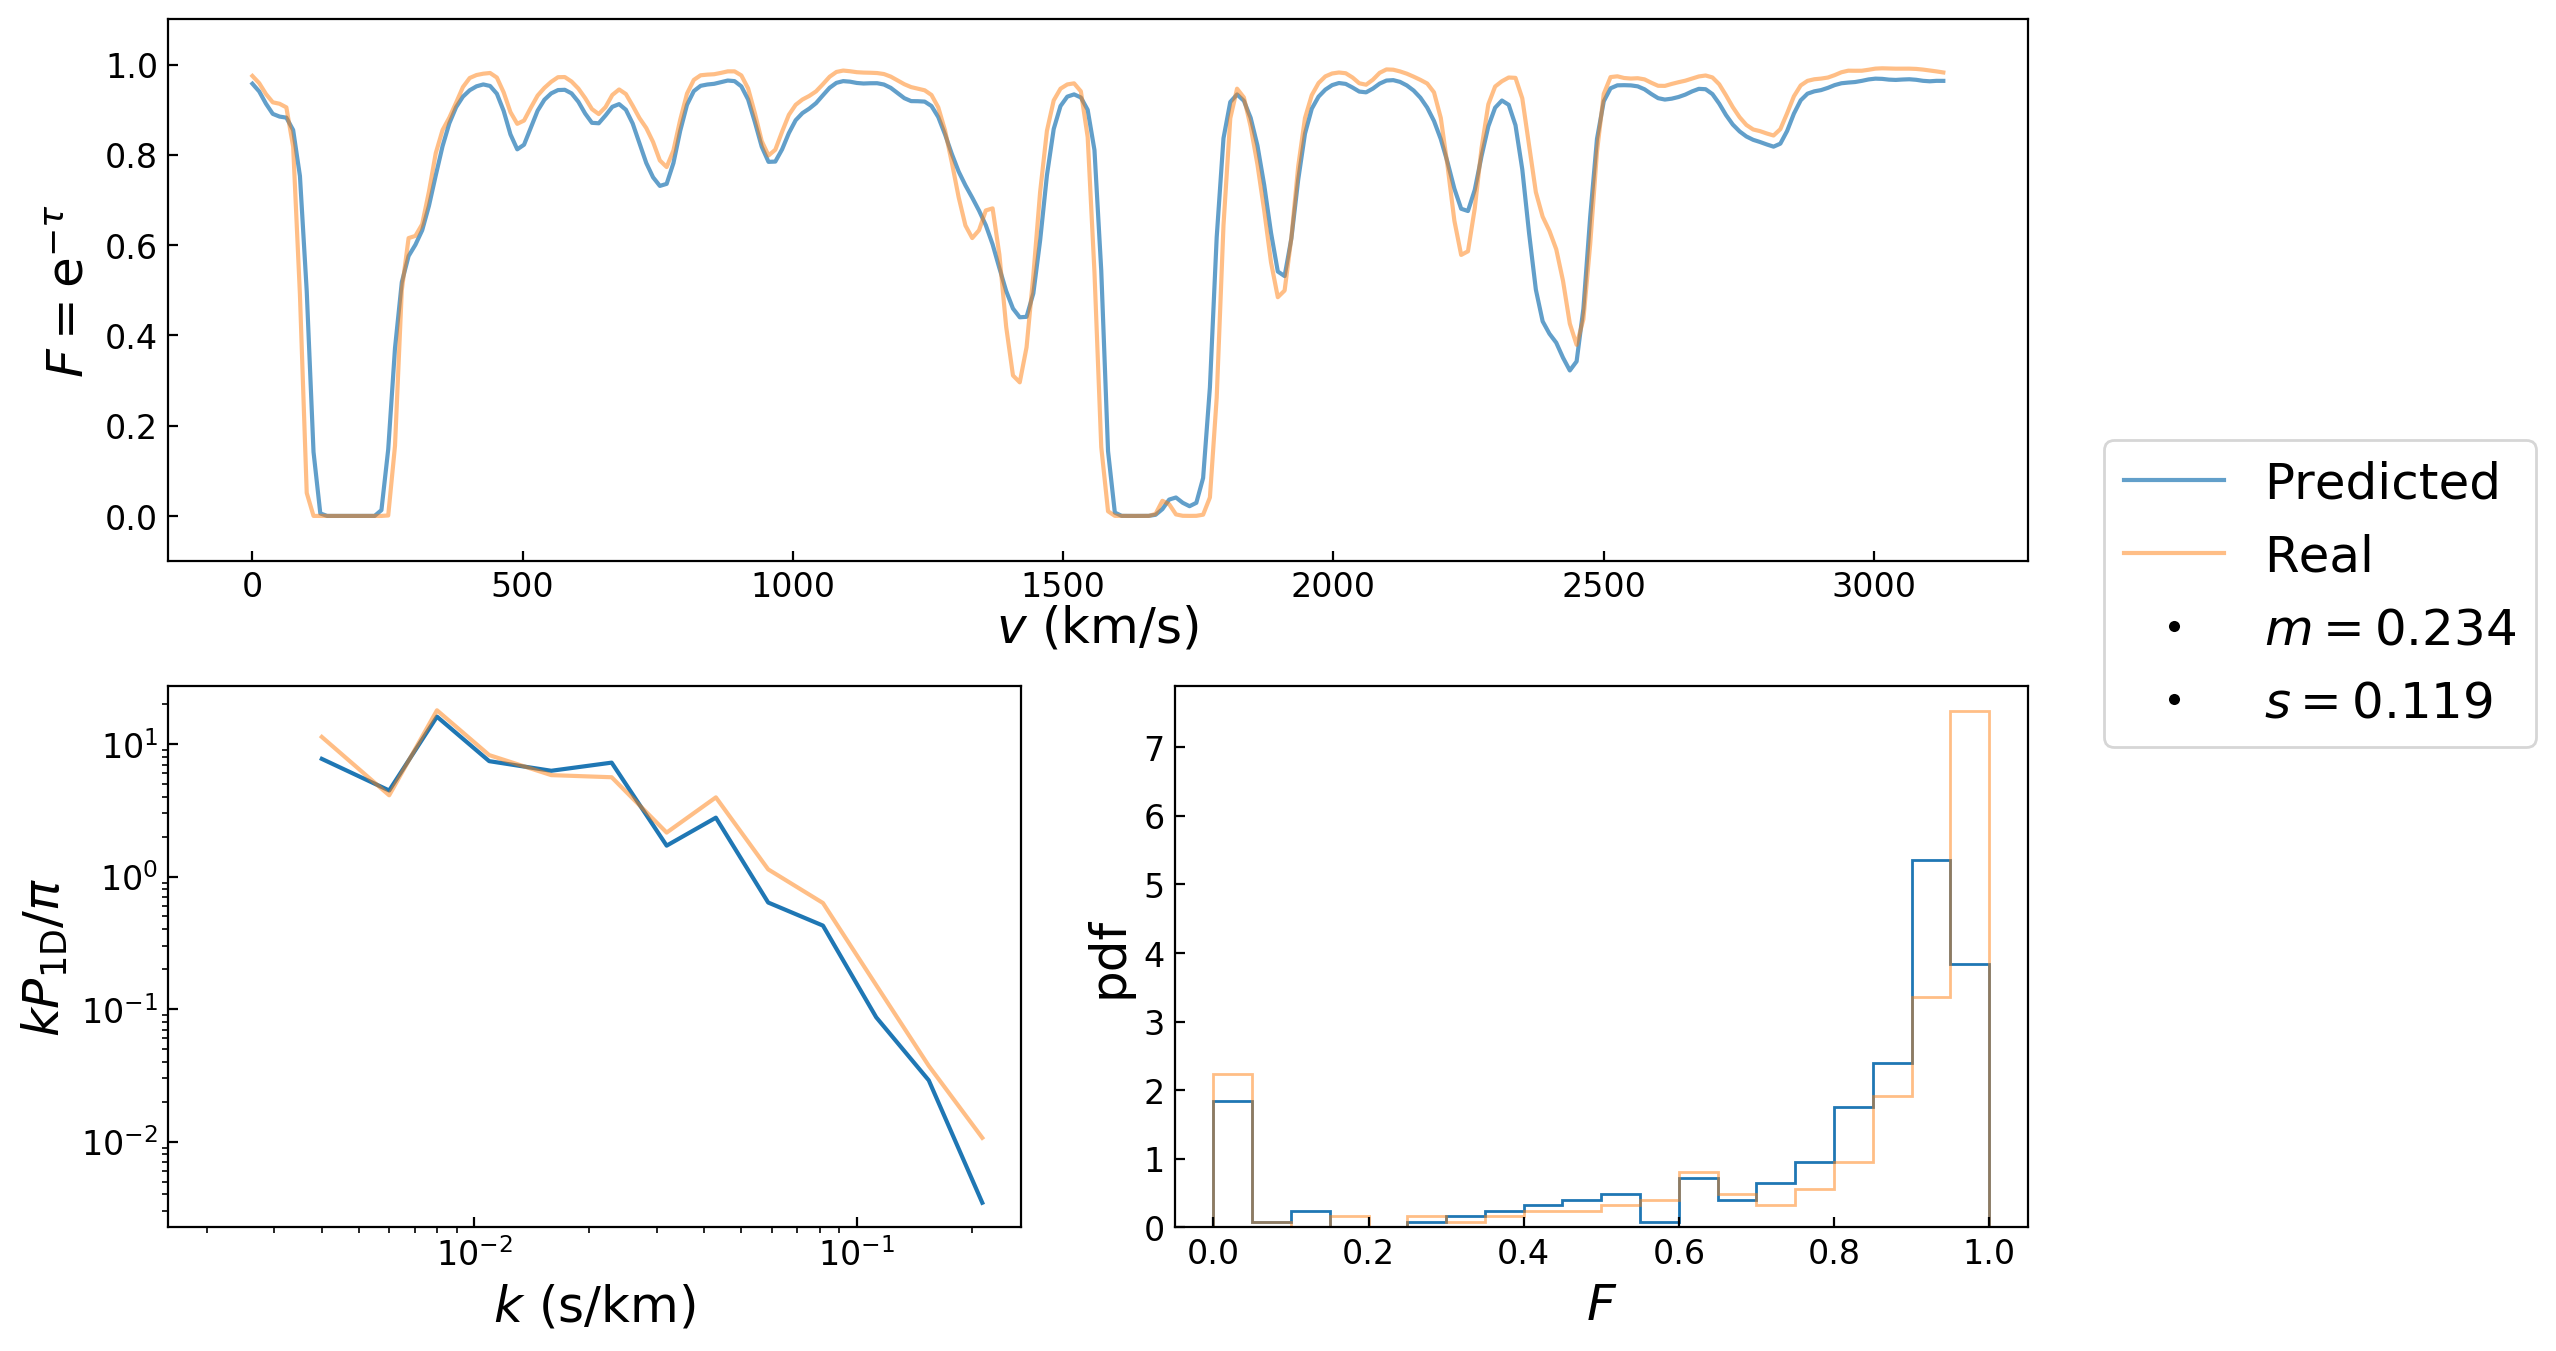 1.0
0.8
0.6
0.4
0.2
0.0
F = e^{-τ}
0 500 1000 1500 2000 2500 3000
v (km/s)
Predicted
Real
m = 0.234
s = 0.119
10^1
10^0
10^{-1}
10^{-2}
kP_{1D}/π
10^{-2} 10^{-1}
k (s/km)
7
6
5
4
3
2
1
0
pdf
0.0 0.2 0.4 0.6 0.8 1.0
F